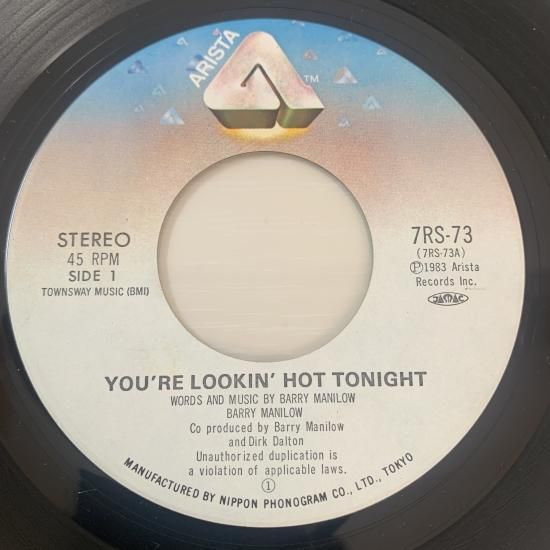 ARISTA
TM
STEREO
45 RPM
SIDE 1
TOWNSWAY MUSIC (BMI)
7RS-73
(7RS-73A)
Ⓟ1983 Arista
Records Inc.
JASRAC
YOU'RE LOOKIN' HOT TONIGHT
WORDS AND MUSIC BY BARRY MANILOW
BARRY MANILOW
Co produced by Barry Manilow
and Dirk Dalton
Unauthorized duplication is
a violation of applicable laws.
①
MANUFACTURED BY NIPPON PHONOGRAM CO., LTD., TOKYO